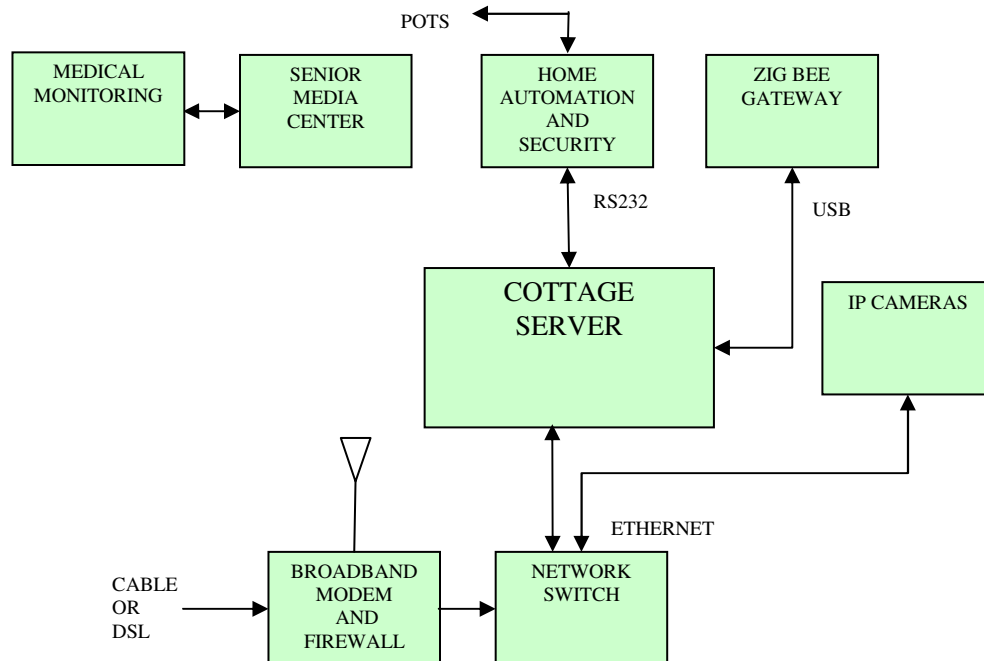 POTS
MEDICAL
MONITORING
SENIOR
MEDIA
CENTER
HOME
AUTOMATION
AND
SECURITY
ZIG BEE
GATEWAY
RS232
USB
COTTAGE
SERVER
IP CAMERAS
ETHERNET
CABLE
OR
DSL
BROADBAND
MODEM
AND
FIREWALL
NETWORK
SWITCH